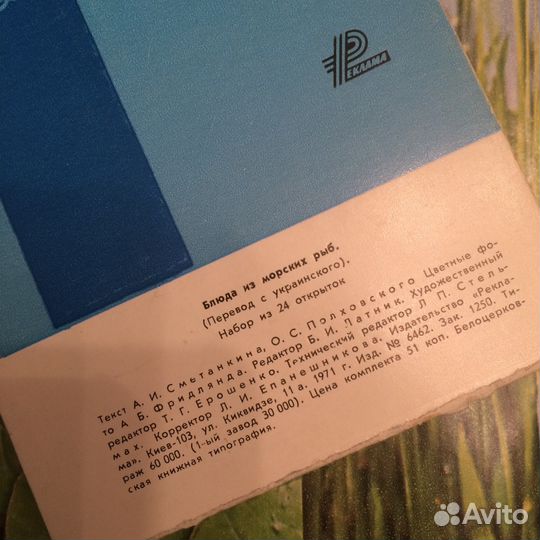 РЕКЛАМА
Блюда из морских рыб.
(Перевод с украинского).
Набор из 24 открыток
Текст А. И. Сметанкина, О. С. Полховского Цветные фо-
то А. Б. Фридлянда. Редактор Б. И. Патник. Художественный
редактор Т. Г. Ерошенко. Технический редактор Л. П. Стель-
мах. Корректор Л. И. Епанешникова. Издательство «Рекла-
ма». Киев-103, ул. Киквидзе, 11а. 1971 г. Изд. № 6462. Зак. 1250. Ти-
раж 60 000. (1-ый завод 30 000). Цена комплекта 51 коп. Белоцерков-
ская книжная типография.
Avito